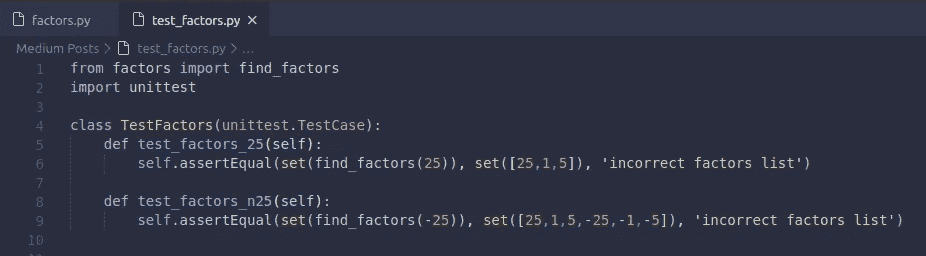 factors.py test_factors.py ×
Medium Posts > test_factors.py > ...
1 from factors import find_factors
2 import unittest
3
4 class TestFactors(unittest.TestCase):
5     def test_factors_25(self):
6         self.assertEqual(set(find_factors(25)), set([25,1,5]), 'incorrect factors list')
7
8     def test_factors_n25(self):
9         self.assertEqual(set(find_factors(-25)), set([25,1,5,-25,-1,-5]), 'incorrect factors list')
10